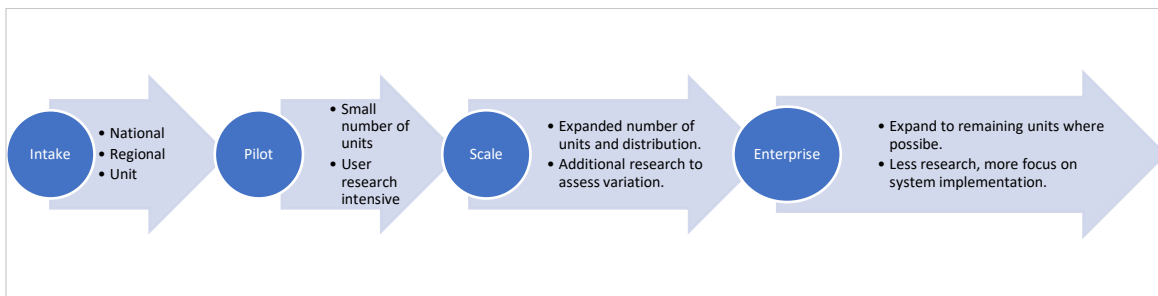 Intake
• National
• Regional
• Unit
Pilot
• Small
number of
units
• User
research
intensive
Scale
• Expanded number of
units and distribution.
• Additional research to
assess variation.
Enterprise
• Expand to remaining units where
possibe.
• Less research, more focus on
system implementation.